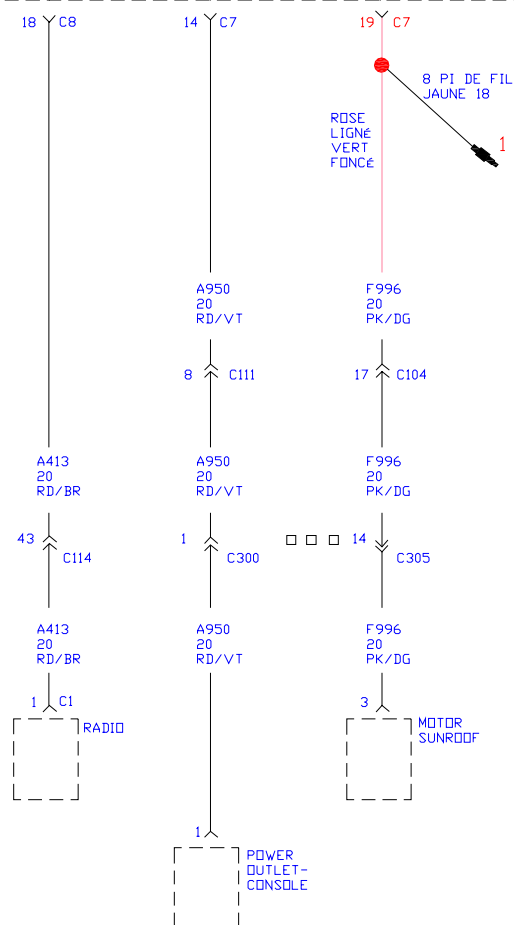 18 C8
14 C7
19 C7
8 PI DE FIL
JAUNE 18
1
ROSE
LIGNé
VERT
FONCé
A950
20
RD/VT
F996
20
PK/DG
8 C111
17 C104
A413
20
RD/BR
A950
20
RD/VT
F996
20
PK/DG
43 C114
1 C300
14 C305
A413
20
RD/BR
A950
20
RD/VT
F996
20
PK/DG
1 C1
RADIO
3
MOTOR
SUNROOF
1
POWER
OUTLET-
CONSOLE